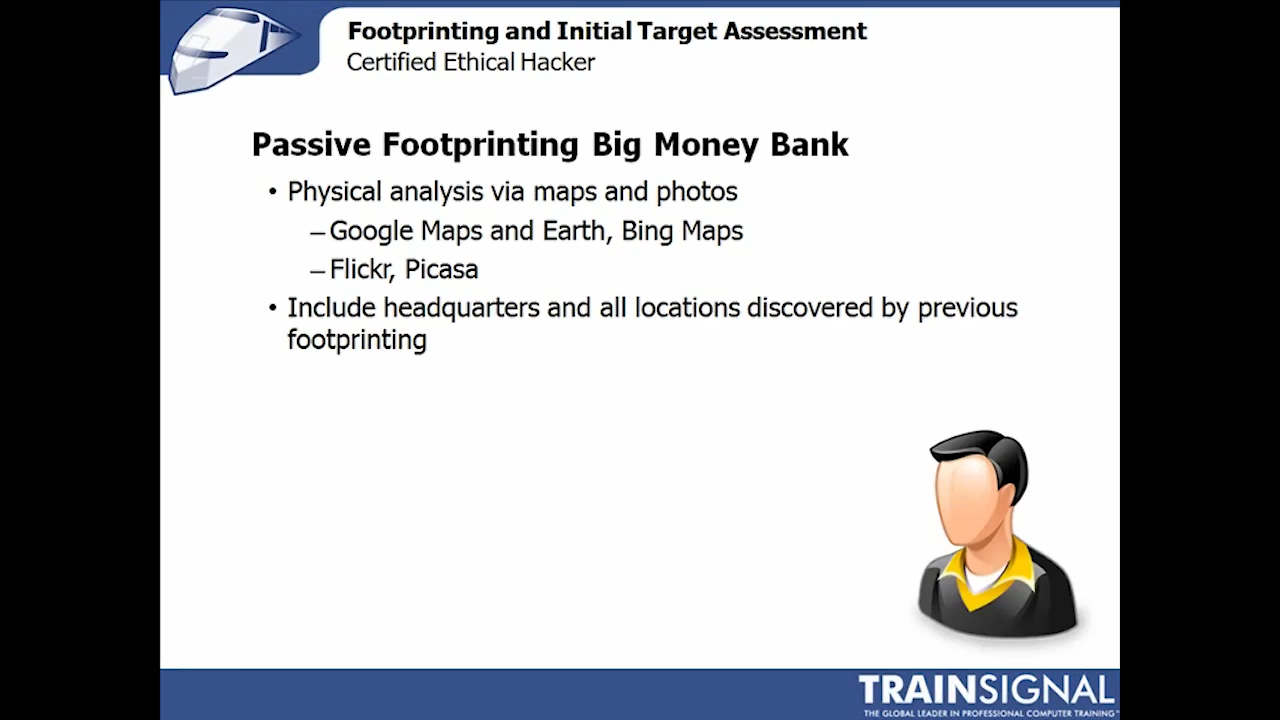 Footprinting and Initial Target Assessment
Certified Ethical Hacker
Passive Footprinting Big Money Bank
• Physical analysis via maps and photos
– Google Maps and Earth, Bing Maps
– Flickr, Picasa
• Include headquarters and all locations discovered by previous
footprinting
TRAINSIGNAL
THE GLOBAL LEADER IN PROFESSIONAL COMPUTER TRAINING™